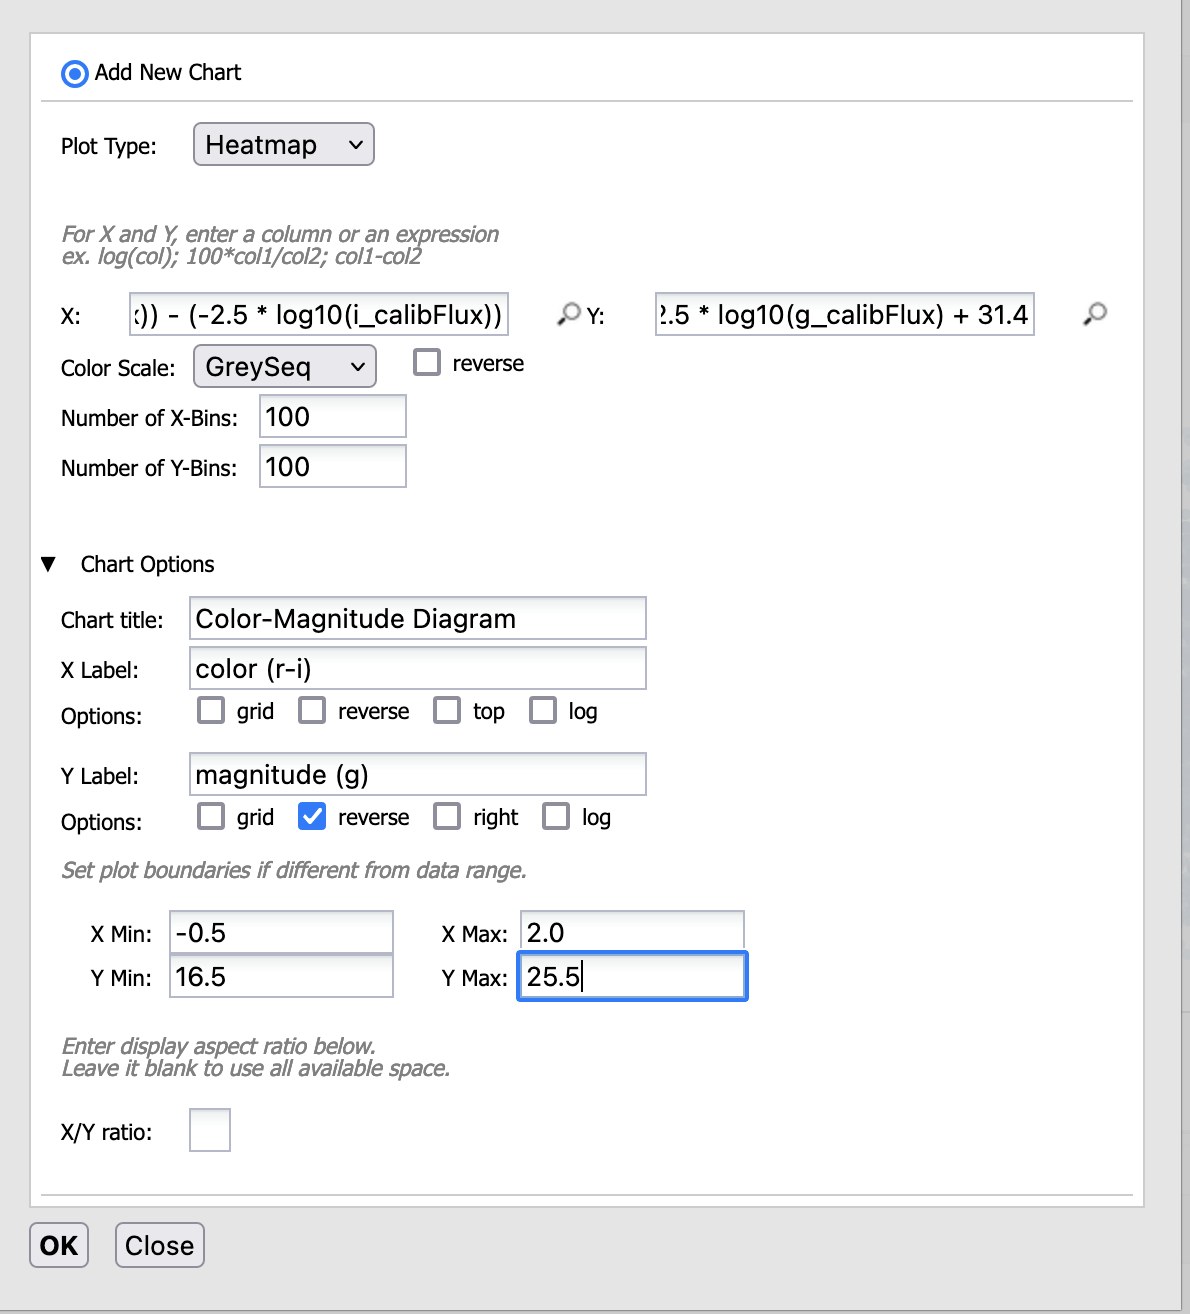 Add New Chart
Plot Type: Heatmap
For X and Y, enter a column or an expression
ex. log(col); 100*col1/col2; col1-col2
X: )) - (-2.5 * log10(i_calibFlux)) Y: .5 * log10(g_calibFlux) + 31.4
Color Scale: GreySeq reverse
Number of X-Bins: 100
Number of Y-Bins: 100
Chart Options
Chart title: Color-Magnitude Diagram
X Label: color (r-i)
Options: grid reverse top log
Y Label: magnitude (g)
Options: grid reverse right log
Set plot boundaries if different from data range.
X Min: -0.5 X Max: 2.0
Y Min: 16.5 Y Max: 25.5
Enter display aspect ratio below.
Leave it blank to use all available space.
X/Y ratio:
OK Close